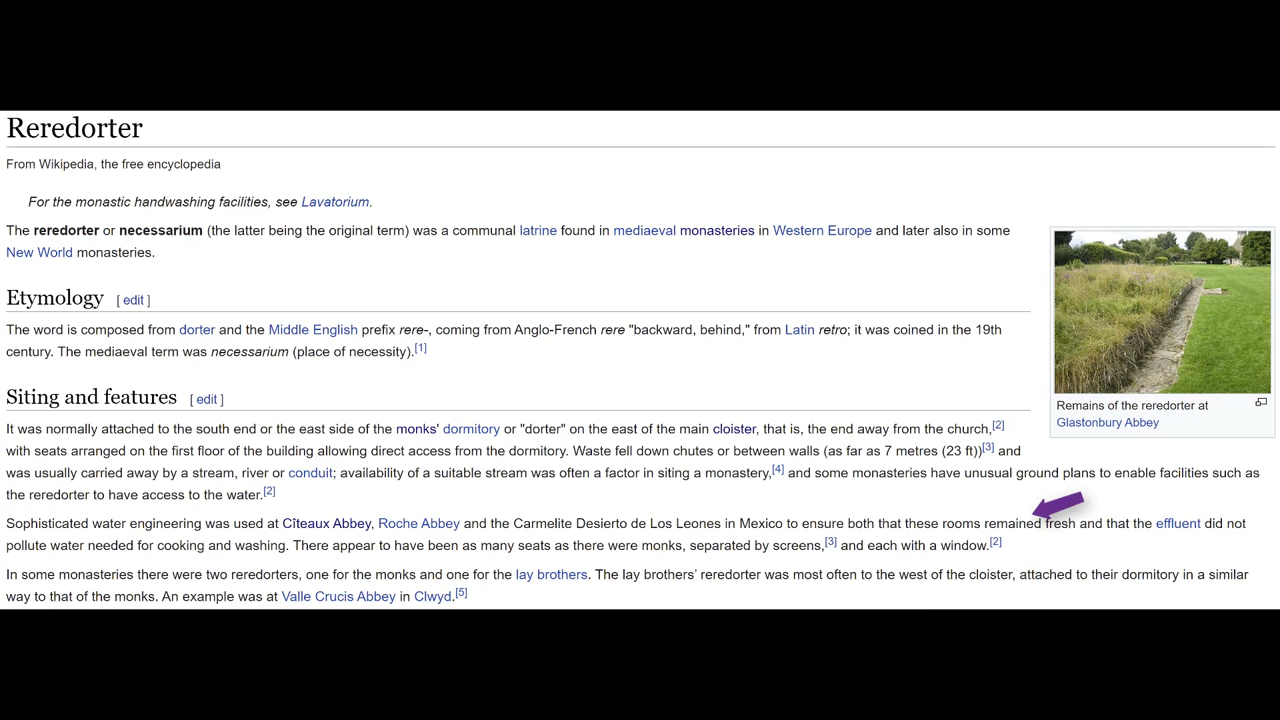 Reredorter
From Wikipedia, the free encyclopedia
For the monastic handwashing facilities, see Lavatorium.
The reredorter or necessarium (the latter being the original term) was a communal latrine found in mediaeval monasteries in Western Europe and later also in some
New World monasteries.
Etymology [ edit ]
The word is composed from dorter and the Middle English prefix rere-, coming from Anglo-French rere "backward, behind," from Latin retro; it was coined in the 19th
century. The mediaeval term was necessarium (place of necessity).[1]
Remains of the reredorter at
Glastonbury Abbey
Siting and features [ edit ]
It was normally attached to the south end or the east side of the monks' dormitory or "dorter" on the east of the main cloister, that is, the end away from the church,[2]
with seats arranged on the first floor of the building allowing direct access from the dormitory. Waste fell down chutes or between walls (as far as 7 metres (23 ft))[3] and
was usually carried away by a stream, river or conduit; availability of a suitable stream was often a factor in siting a monastery,[4] and some monasteries have unusual ground plans to enable facilities such as
the reredorter to have access to the water.[2]
Sophisticated water engineering was used at Cîteaux Abbey, Roche Abbey and the Carmelite Desierto de Los Leones in Mexico to ensure both that these rooms remained fresh and that the effluent did not
pollute water needed for cooking and washing. There appear to have been as many seats as there were monks, separated by screens,[3] and each with a window.[2]
In some monasteries there were two reredorters, one for the monks and one for the lay brothers. The lay brothers' reredorter was most often to the west of the cloister, attached to their dormitory in a similar
way to that of the monks. An example was at Valle Crucis Abbey in Clwyd.[5]